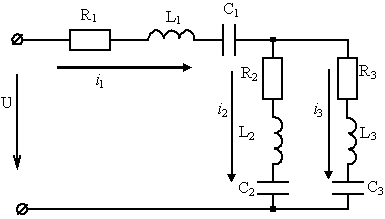 R1 L1 C1
i1
U
R2 R3
i2 i3
L2 L3
C2 C3